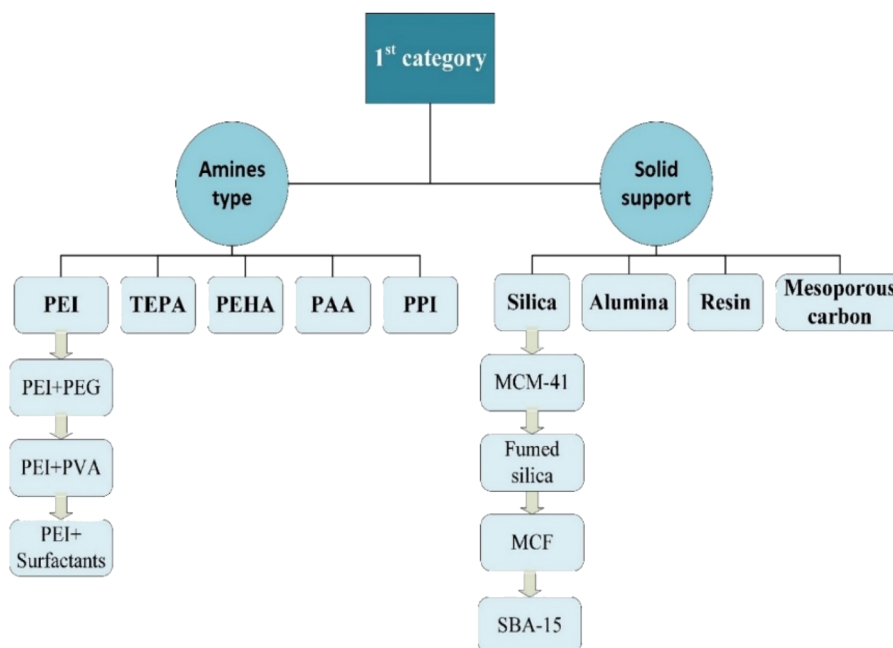 1st category
Amines
type
Solid
support
PEI
TEPA
PEHA
PAA
PPI
Silica
Alumina
Resin
Mesoporous
carbon
PEI+PEG
PEI+PVA
PEI+
Surfactants
MCM-41
Fumed
silica
MCF
SBA-15